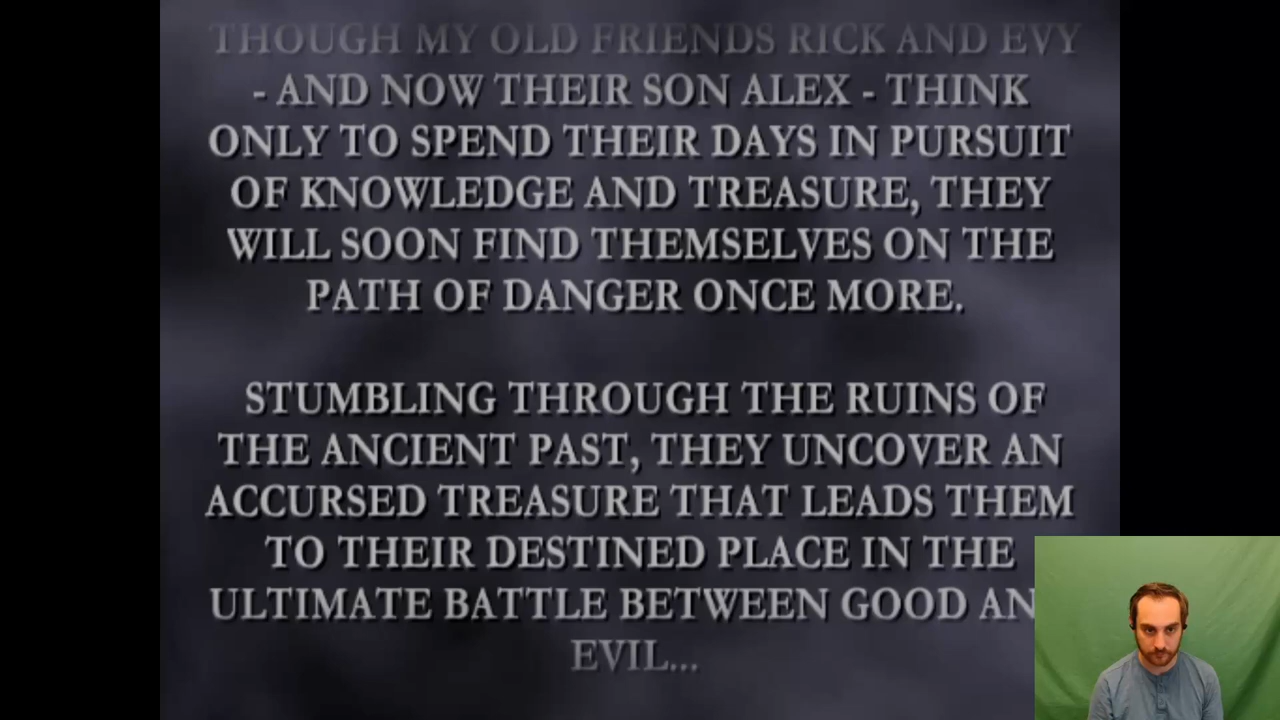 THOUGH MY OLD FRIENDS RICK AND EVY
- AND NOW THEIR SON ALEX - THINK
ONLY TO SPEND THEIR DAYS IN PURSUIT
OF KNOWLEDGE AND TREASURE, THEY
WILL SOON FIND THEMSELVES ON THE
PATH OF DANGER ONCE MORE.
STUMBLING THROUGH THE RUINS OF
THE ANCIENT PAST, THEY UNCOVER AN
ACCURSED TREASURE THAT LEADS THEM
TO THEIR DESTINED PLACE IN THE
ULTIMATE BATTLE BETWEEN GOOD AN
EVIL...